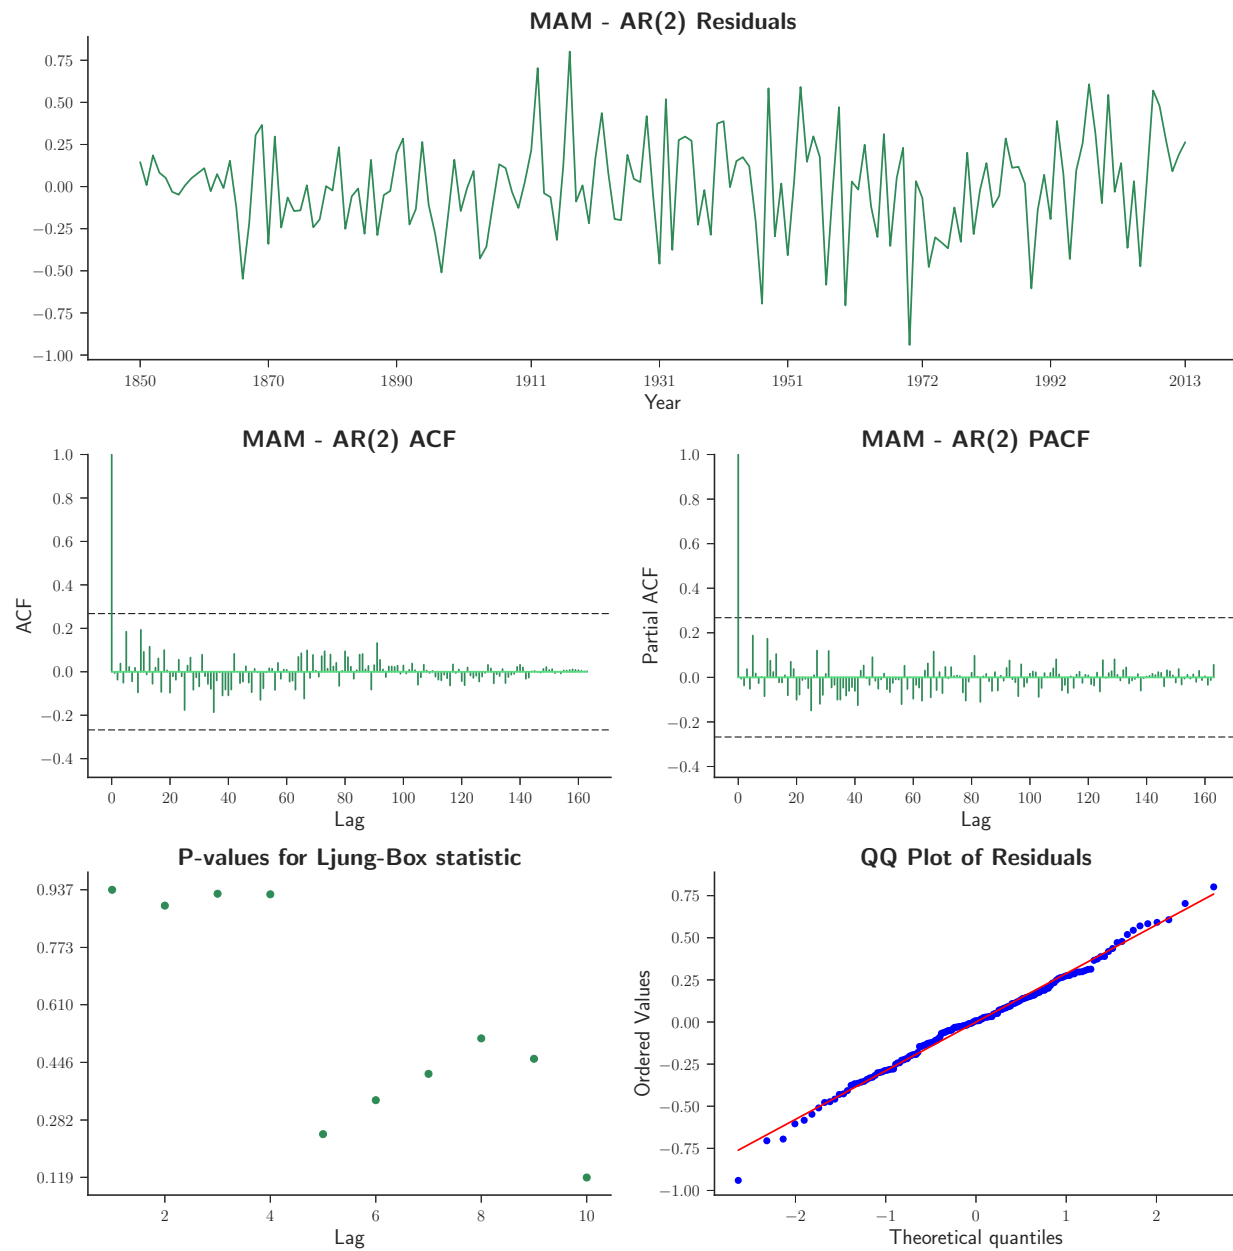 MAM - AR(2) Residuals
0.75
0.50
0.25
0.00
−0.25
−0.50
−0.75
−1.00
1850 1870 1890 1911 1931 1951 1972 1992 2013
Year
MAM - AR(2) ACF
1.0
0.8
0.6
0.4
0.2
0.0
−0.2
−0.4
ACF
0 20 40 60 80 100 120 140 160
Lag
MAM - AR(2) PACF
1.0
0.8
0.6
0.4
0.2
0.0
−0.2
−0.4
Partial ACF
0 20 40 60 80 100 120 140 160
Lag
P-values for Ljung-Box statistic
0.937
0.773
0.610
0.446
0.282
0.119
2 4 6 8 10
Lag
QQ Plot of Residuals
0.75
0.50
0.25
0.00
−0.25
−0.50
−0.75
−1.00
Ordered Values
−2 −1 0 1 2
Theoretical quantiles